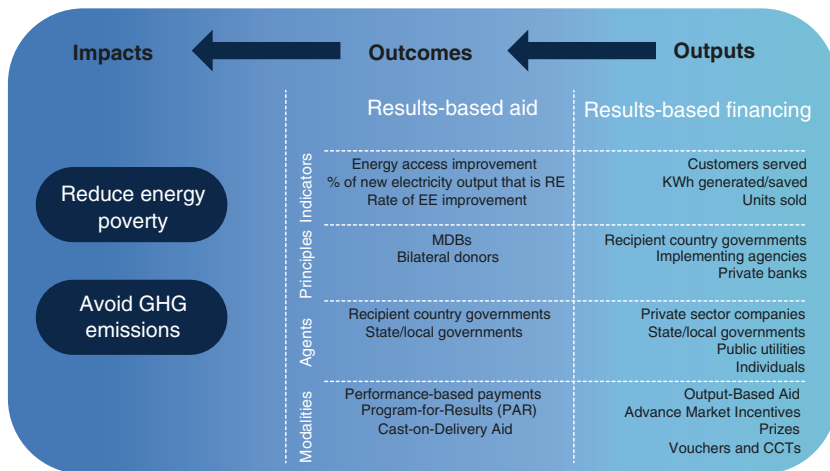 Impacts
Outcomes
Outputs
Results-based aid
Results-based financing
Reduce energy
poverty
Avoid GHG
emissions
Indicators
Energy access improvement
% of new electricity output that is RE
Rate of EE improvement
Customers served
KWh generated/saved
Units sold
Principles
MDBs
Bilateral donors
Recipient country governments
Implementing agencies
Private banks
Agents
Recipient country governments
State/local governments
Private sector companies
State/local governments
Public utilities
Individuals
Modalities
Performance-based payments
Program-for-Results (PAR)
Cast-on-Delivery Aid
Output-Based Aid
Advance Market Incentives
Prizes
Vouchers and CCTs